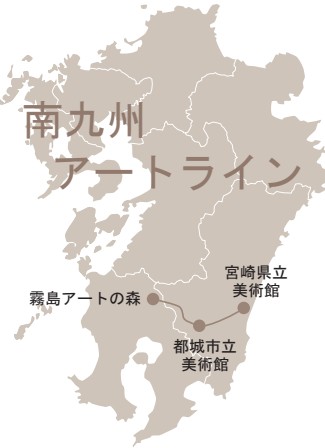 南九州
アートライン
宮崎県立
美術館
霧島アートの森
都城市立
美術館